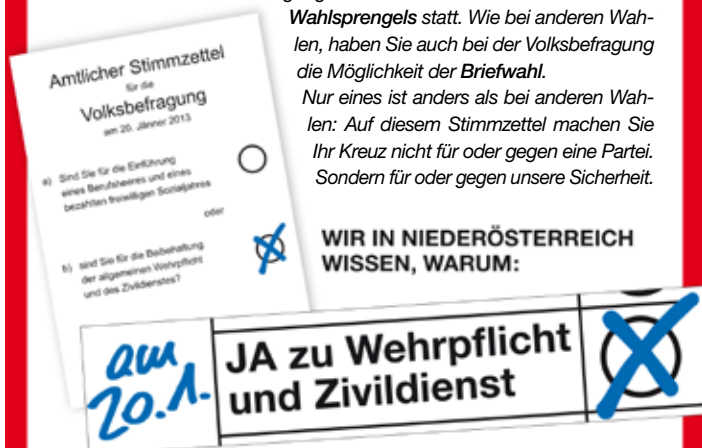 Wahlsprengels statt. Wie bei anderen Wah-
len, haben Sie auch bei der Volksbefragung
die Möglichkeit der Briefwahl.
Nur eines ist anders als bei anderen Wah-
len: Auf diesem Stimmzettel machen Sie
Ihr Kreuz nicht für oder gegen eine Partei.
Sondern für oder gegen unsere Sicherheit.
Amtlicher Stimmzettel
für die
Volksbefragung
am 20. Jänner 2013
a) Sind Sie für die Einführung
eines Berufsheeres und eines
bezahlten freiwilligen Sozialjahres
oder
b) sind Sie für die Beibehaltung
der allgemeinen Wehrpflicht
und des Zivildienstes?
WIR IN NIEDERÖSTERREICH
WISSEN, WARUM:
am
20.1.
JA zu Wehrpflicht
und Zivildienst